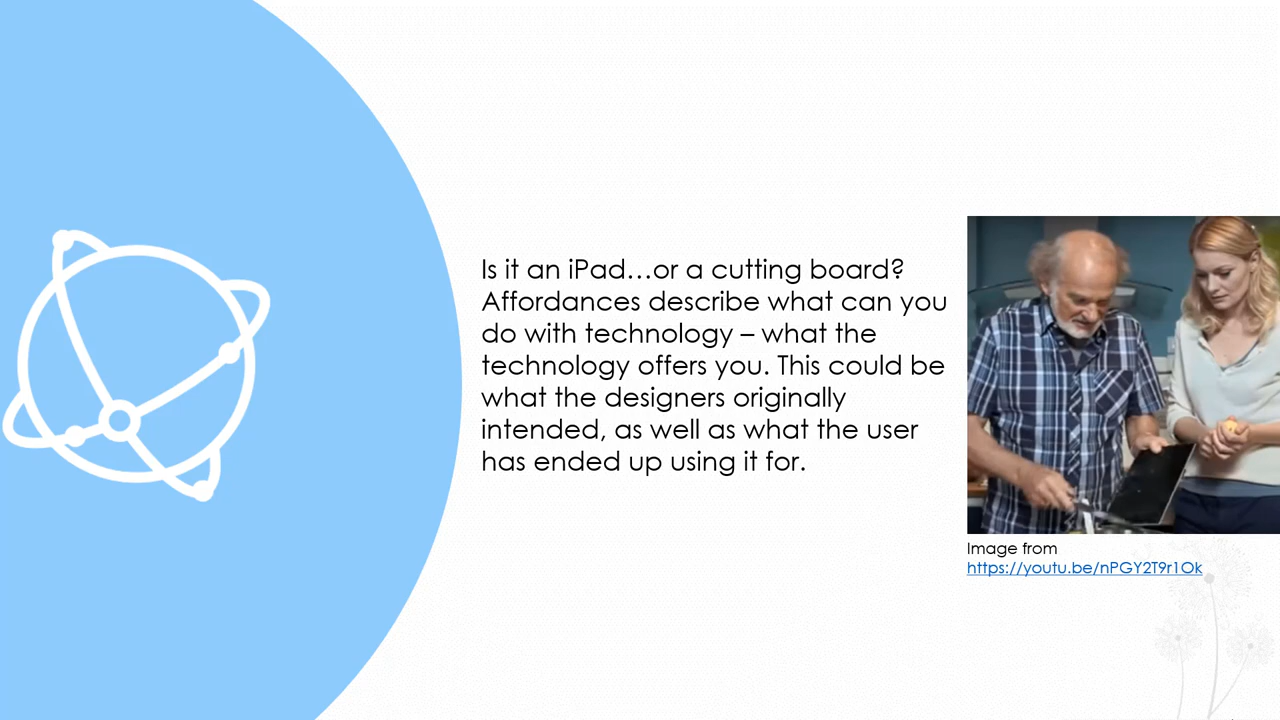 Is it an iPad…or a cutting board?
Affordances describe what can you
do with technology – what the
technology offers you. This could be
what the designers originally
intended, as well as what the user
has ended up using it for.
Image from
https://youtu.be/nPGY2T9r1Ok